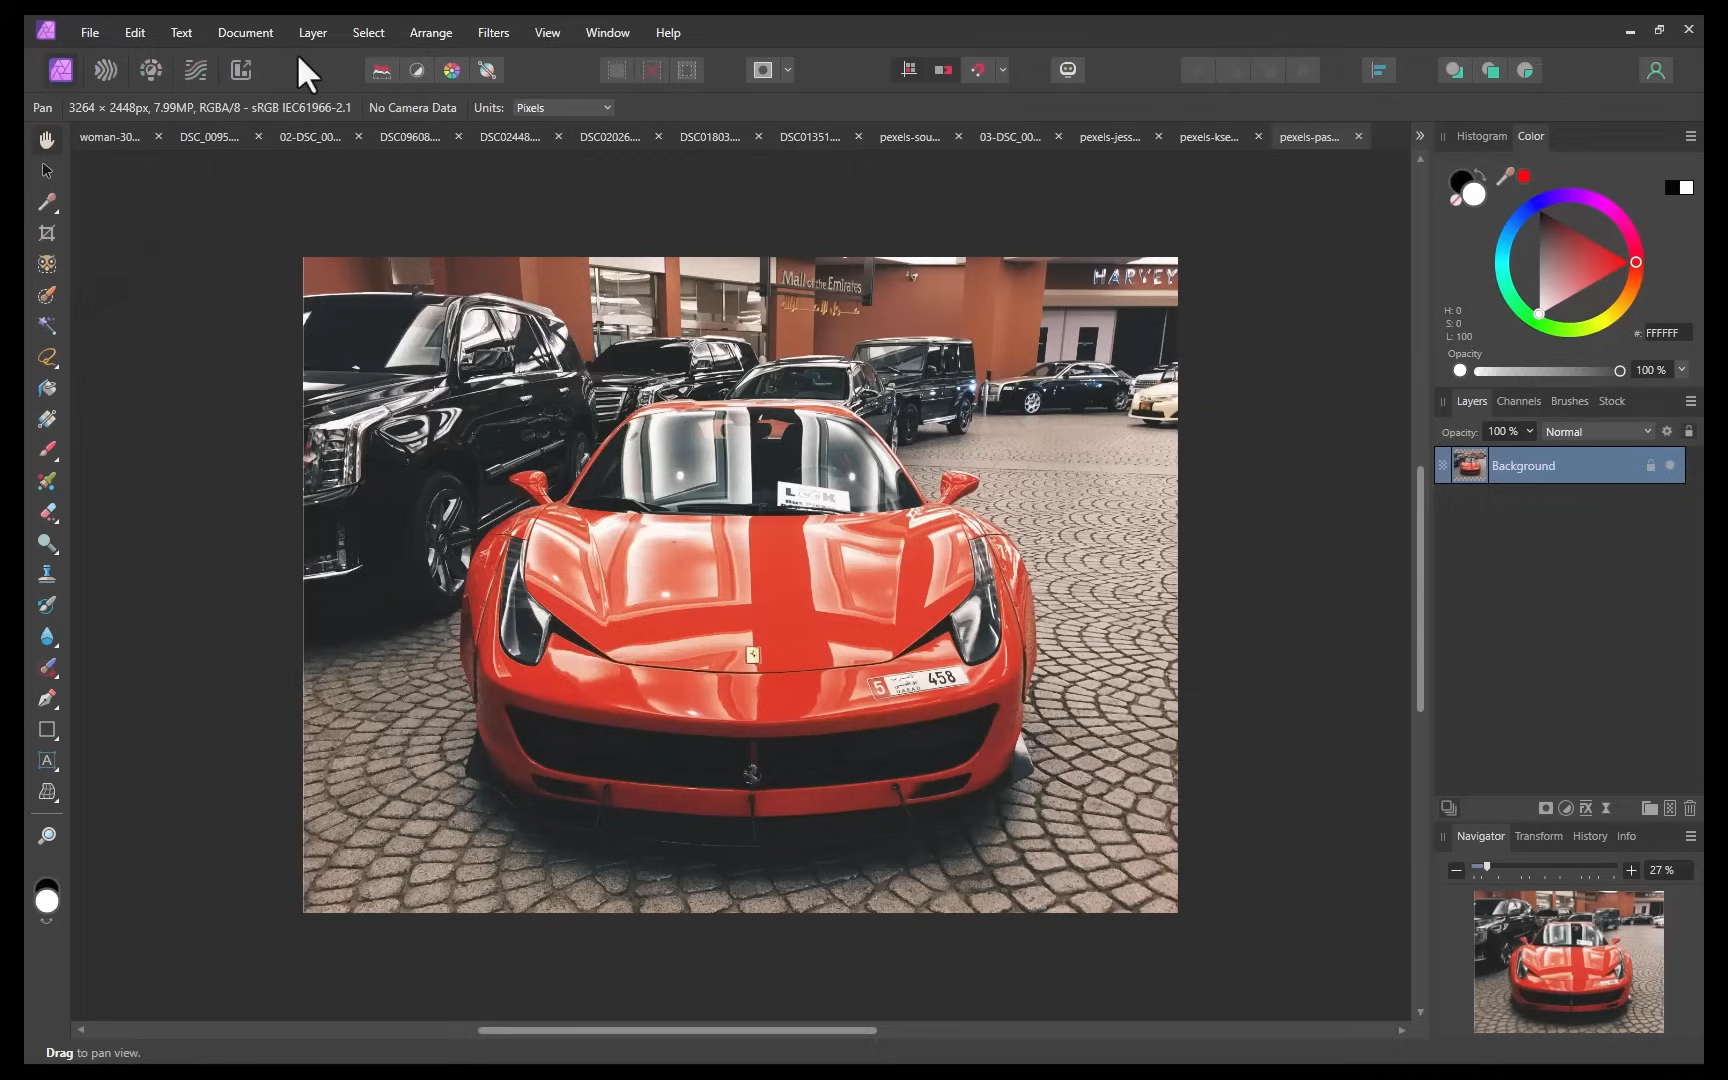 File Edit Text Document Layer Select Arrange Filters View Window Help
Pan 3264 × 2448px, 7.99MP, RGBA/8 - sRGB IEC61966-2.1 No Camera Data Units: Pixels
woman-30... DSC_0095.... 02-DSC_00... DSC09608.... DSC02448.... DSC02026.... DSC01803.... DSC01351.... pexels-sou... 03-DSC_00... pexels-jess... pexels-kse... pexels-pas...
Histogram Color
H: 0
S: 0
L: 100
#: FFFFFF
Opacity
100 %
Layers Channels Brushes Stock
Opacity: 100 % Normal
Background
Mall of the Emirates
HARVEY
LOOK
5 458
Navigator Transform History Info
27 %
Drag to pan view.